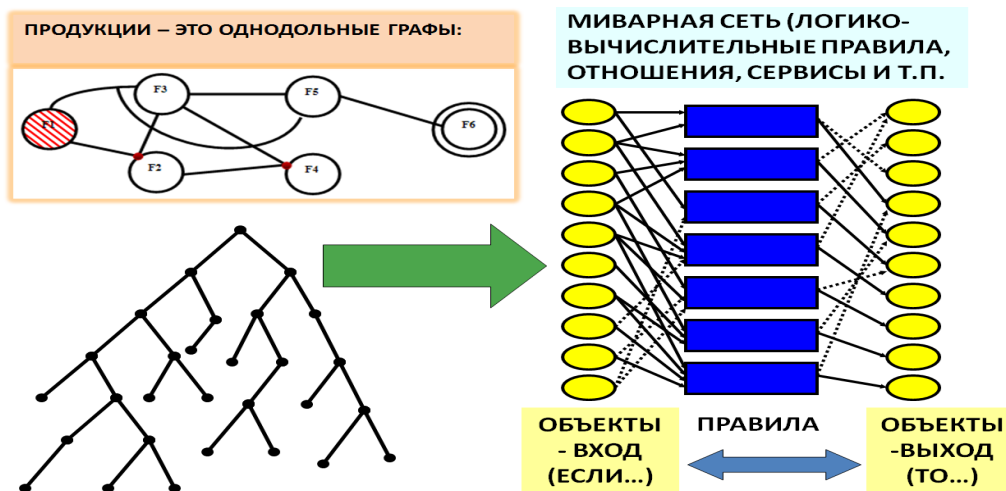 ПРОДУКЦИИ – ЭТО ОДНОДОЛЬНЫЕ ГРАФЫ:
F1
F3
F5
F6
F2
F4
МИВАРНАЯ СЕТЬ (ЛОГИКО-
ВЫЧИСЛИТЕЛЬНЫЕ ПРАВИЛА,
ОТНОШЕНИЯ, СЕРВИСЫ И Т.П.
ОБЪЕКТЫ
- ВХОД
(ЕСЛИ...)
ПРАВИЛА
ОБЪЕКТЫ
-ВЫХОД
(ТО...)